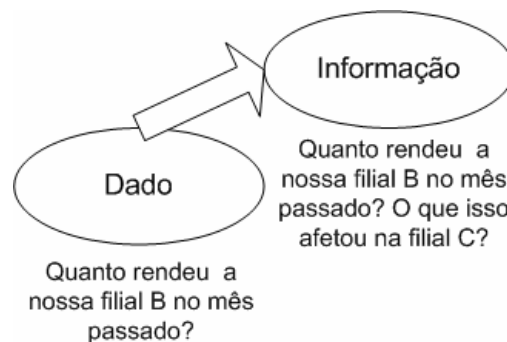 Informação
Quanto rendeu a
nossa filial B no mês
passado? O que isso
afetou na filial C?
Dado
Quanto rendeu a
nossa filial B no mês
passado?